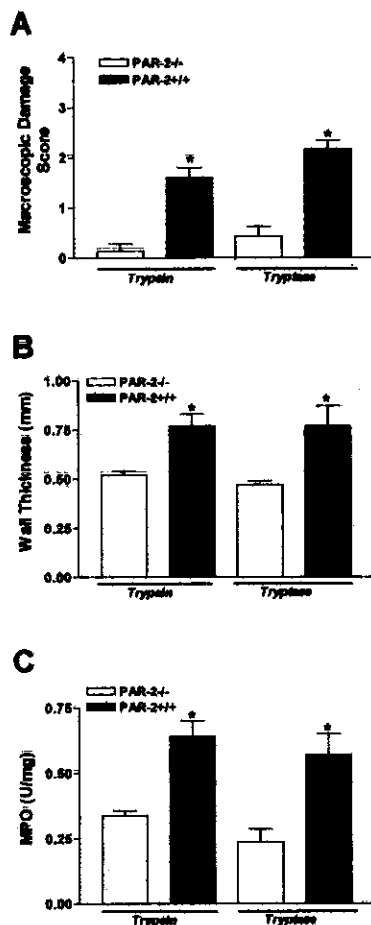 A
PAR-2-/-
PAR-2+/+
Macroscopic Damage
Score
4
3
2
1
0
Trypsin
Tryptase
*
*
B
PAR-2-/-
PAR-2+/+
Wall Thickness (mm)
1.00
0.75
0.50
0.25
0.00
Trypsin
Tryptase
*
*
C
PAR-2-/-
PAR-2+/+
MPO (U/mg)
0.75
0.50
0.25
0.00
Trypsin
Tryptase
*
*